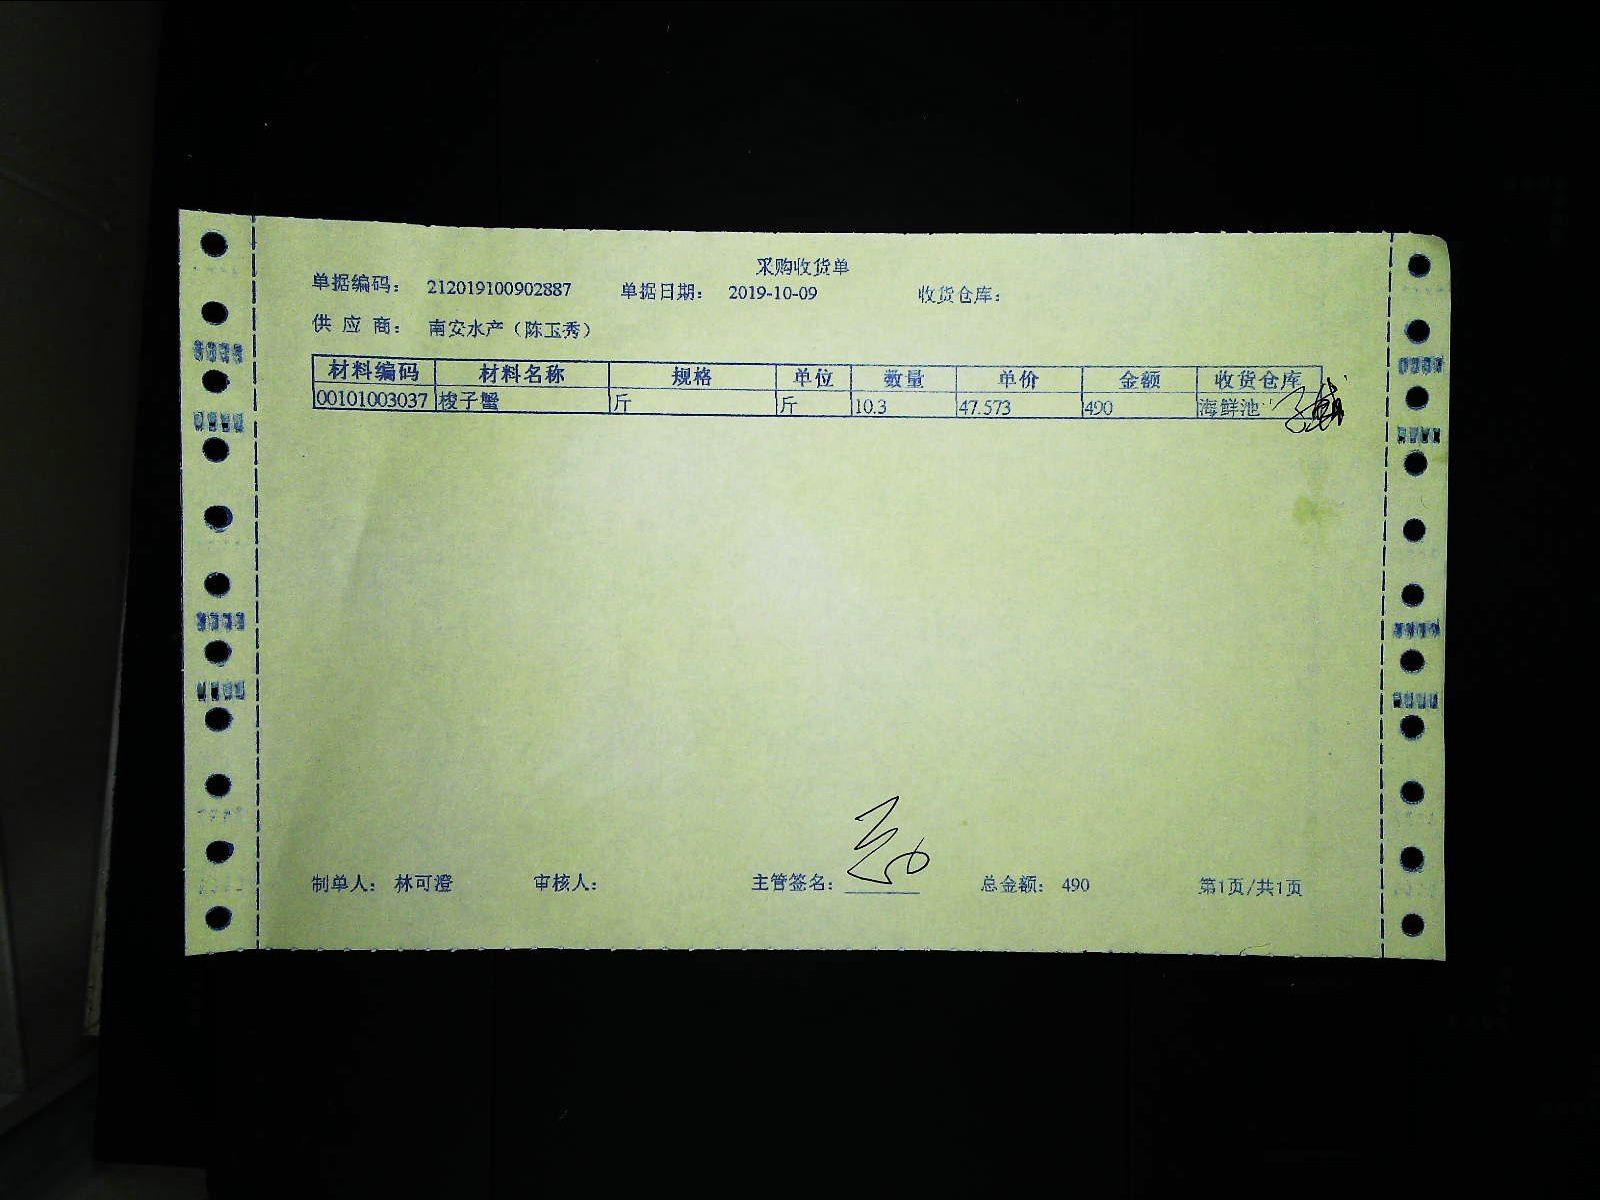 采购收货单
单据编码： 212019100902887 单据日期： 2019-10-09 收货仓库：
供 应 商： 南安水产（陈玉秀）
材料编码 材料名称 规格 单位 数量 单价 金额 收货仓库
00101003037 梭子蟹 斤 斤 10.3 47.573 490 海鲜池
制单人： 林可澄 审核人： 主管签名： 总金额： 490 第1页/共1页